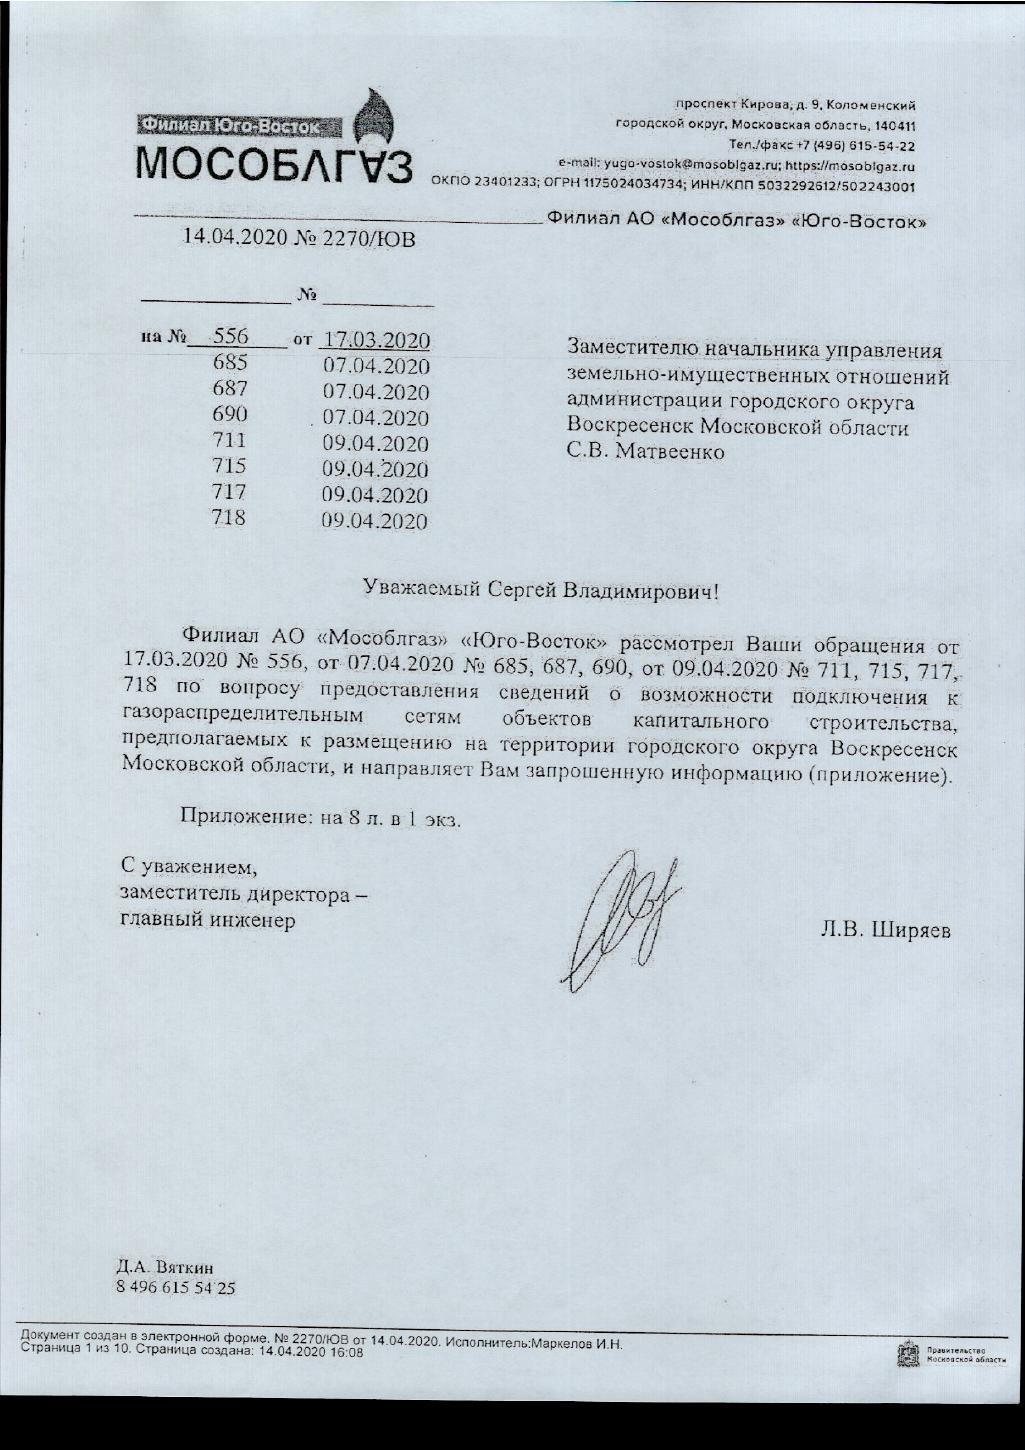 Филиал Юго-Восток
МОСОБЛГАЗ
проспект Кирова, д. 9, Коломенский
городской округ, Московская область, 140411
Тел./факс +7 (496) 615-54-22
e-mail: yugo-vostok@mosoblgaz.ru; https://mosoblgaz.ru
ОКПО 23401233; ОГРН 1175024034734; ИНН/КПП 5032292612/502243001
Филиал АО «Мособлгаз» «Юго-Восток»
14.04.2020 № 2270/ЮВ
№
на № 556 от 17.03.2020
685 07.04.2020
687 07.04.2020
690 07.04.2020
711 09.04.2020
715 09.04.2020
717 09.04.2020
718 09.04.2020
Заместителю начальника управления
земельно-имущественных отношений
администрации городского округа
Воскресенск Московской области
С.В. Матвеенко
Уважаемый Сергей Владимирович!
Филиал АО «Мособлгаз» «Юго-Восток» рассмотрел Ваши обращения от
17.03.2020 № 556, от 07.04.2020 № 685, 687, 690, от 09.04.2020 № 711, 715, 717,
718 по вопросу предоставления сведений о возможности подключения к
газораспределительным сетям объектов капитального строительства,
предполагаемых к размещению на территории городского округа Воскресенск
Московской области, и направляет Вам запрошенную информацию (приложение).
Приложение: на 8 л. в 1 экз.
С уважением,
заместитель директора –
главный инженер
Л.В. Ширяев
Д.А. Вяткин
8 496 615 54 25
Документ создан в электронной форме. № 2270/ЮВ от 14.04.2020. Исполнитель:Маркелов И.Н.
Страница 1 из 10. Страница создана: 14.04.2020 16:08
Правительство
Московской области